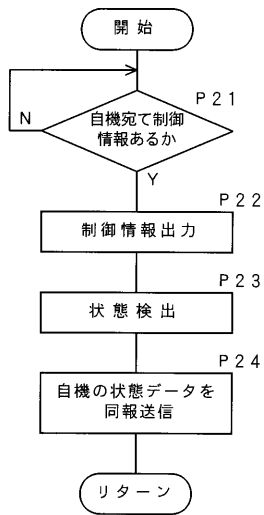 開始
P21
自機宛て制御
情報あるか
N
Y
P22
制御情報出力
P23
状態検出
P24
自機の状態データを
同報送信
リターン